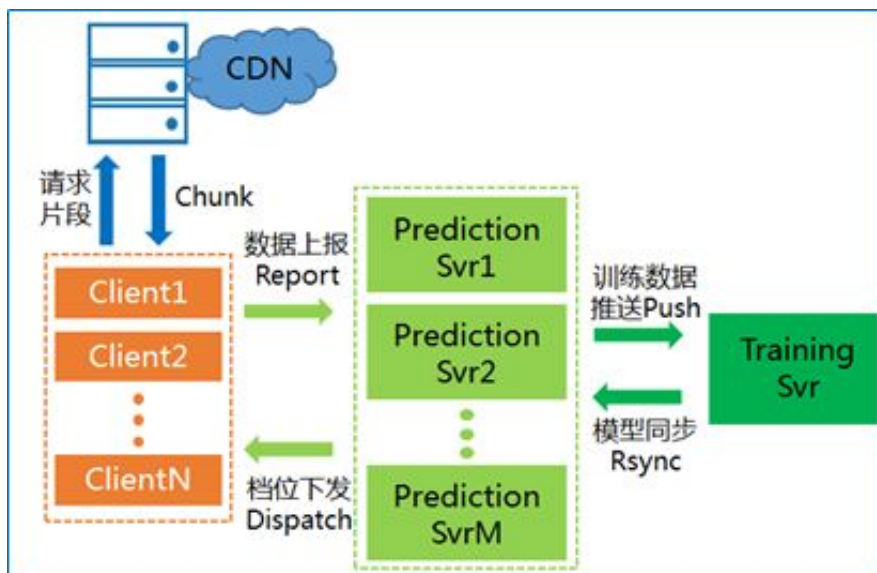 CDN
请求
片段
Chunk
Client1
Client2
ClientN
数据上报
Report
档位下发
Dispatch
Prediction
Svr1
Prediction
Svr2
Prediction
SvrM
训练数据
推送Push
模型同步
Rsync
Training
Svr